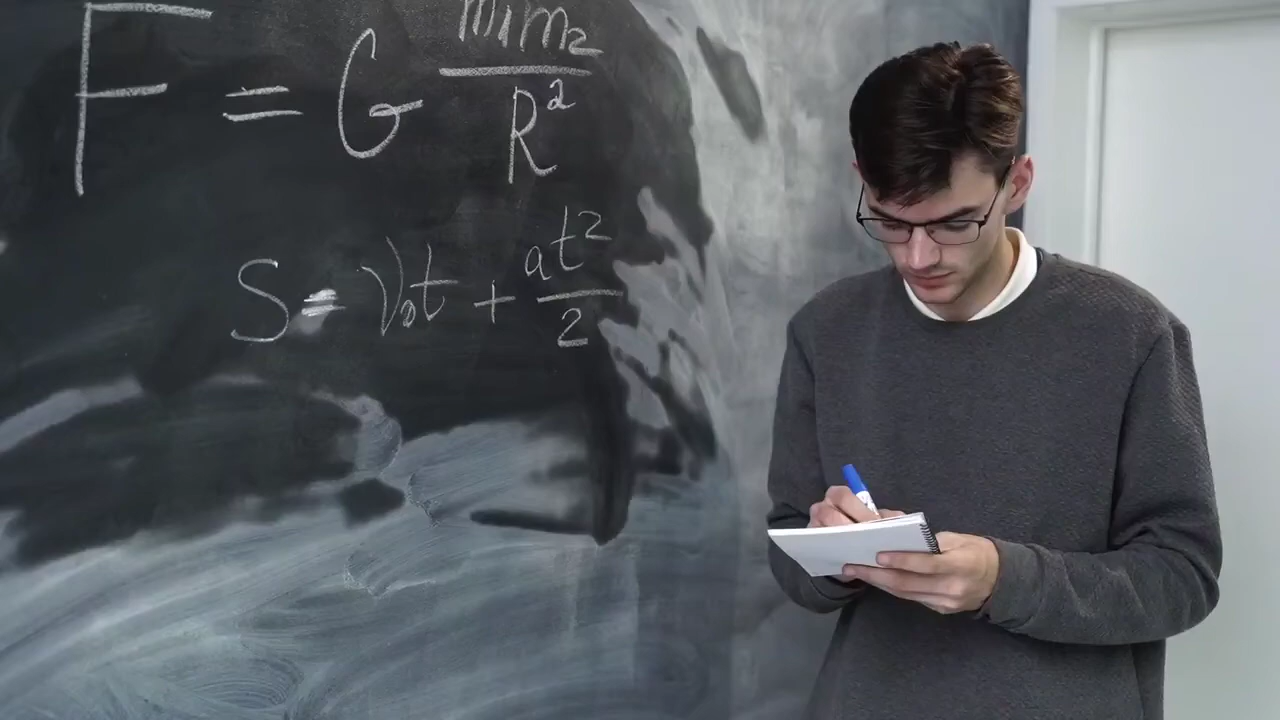 F = G m₁m₂/R²
S = V₀t + at²/2